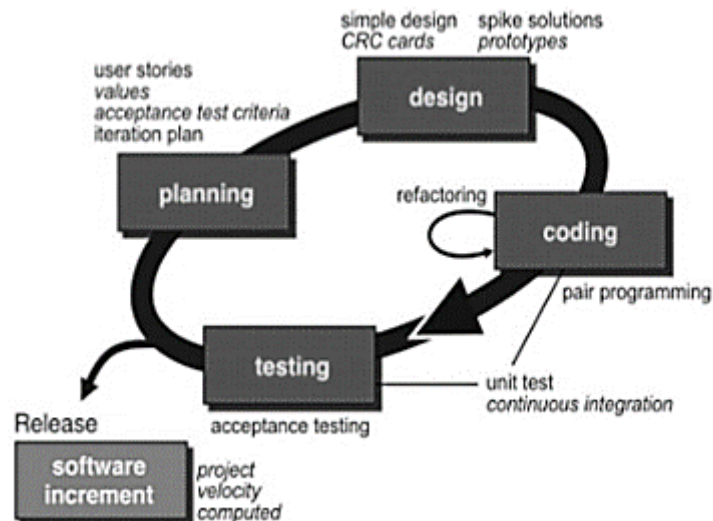 simple design
CRC cards
spike solutions
prototypes
user stories
values
acceptance test criteria
iteration plan
design
planning
refactoring
coding
pair programming
testing
unit test
continuous integration
acceptance testing
Release
software
increment
project
velocity
computed